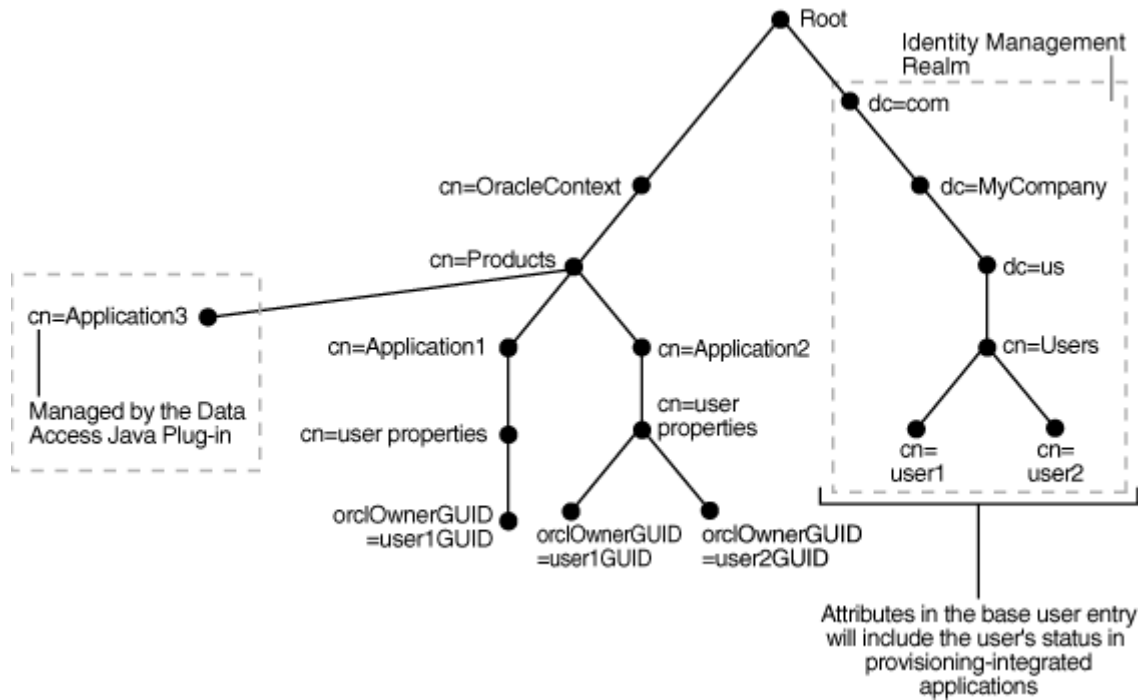 Root
Identity Management
Realm
dc=com
cn=OracleContext
dc=MyCompany
cn=Products
dc=us
cn=Application3
cn=Application1
cn=Application2
cn=Users
Managed by the Data
Access Java Plug-in
cn=user properties
cn=user
properties
cn=
user1
cn=
user2
orclOwnerGUID
=user1GUID
orclOwnerGUID
=user1GUID
orclOwnerGUID
=user2GUID
Attributes in the base user entry
will include the user's status in
provisioning-integrated
applications